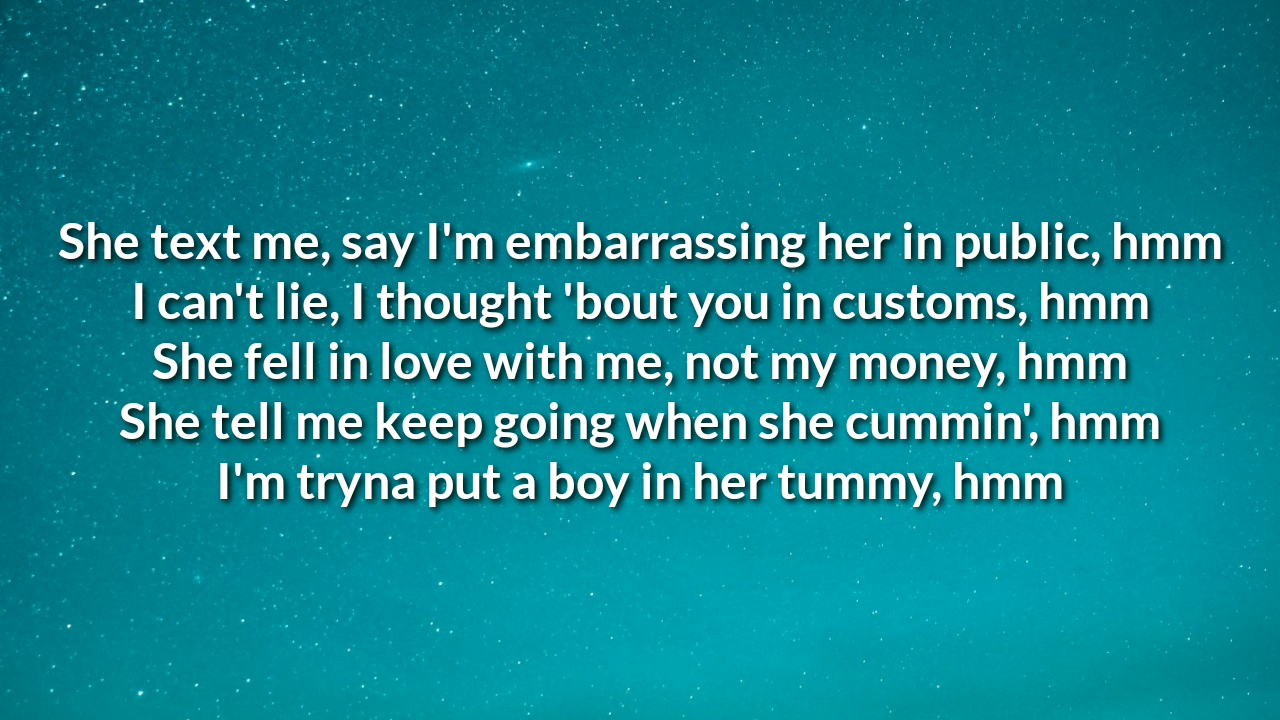 She text me, say I'm embarrassing her in public, hmm
I can't lie, I thought 'bout you in customs, hmm
She fell in love with me, not my money, hmm
She tell me keep going when she cummin', hmm
I'm tryna put a boy in her tummy, hmm